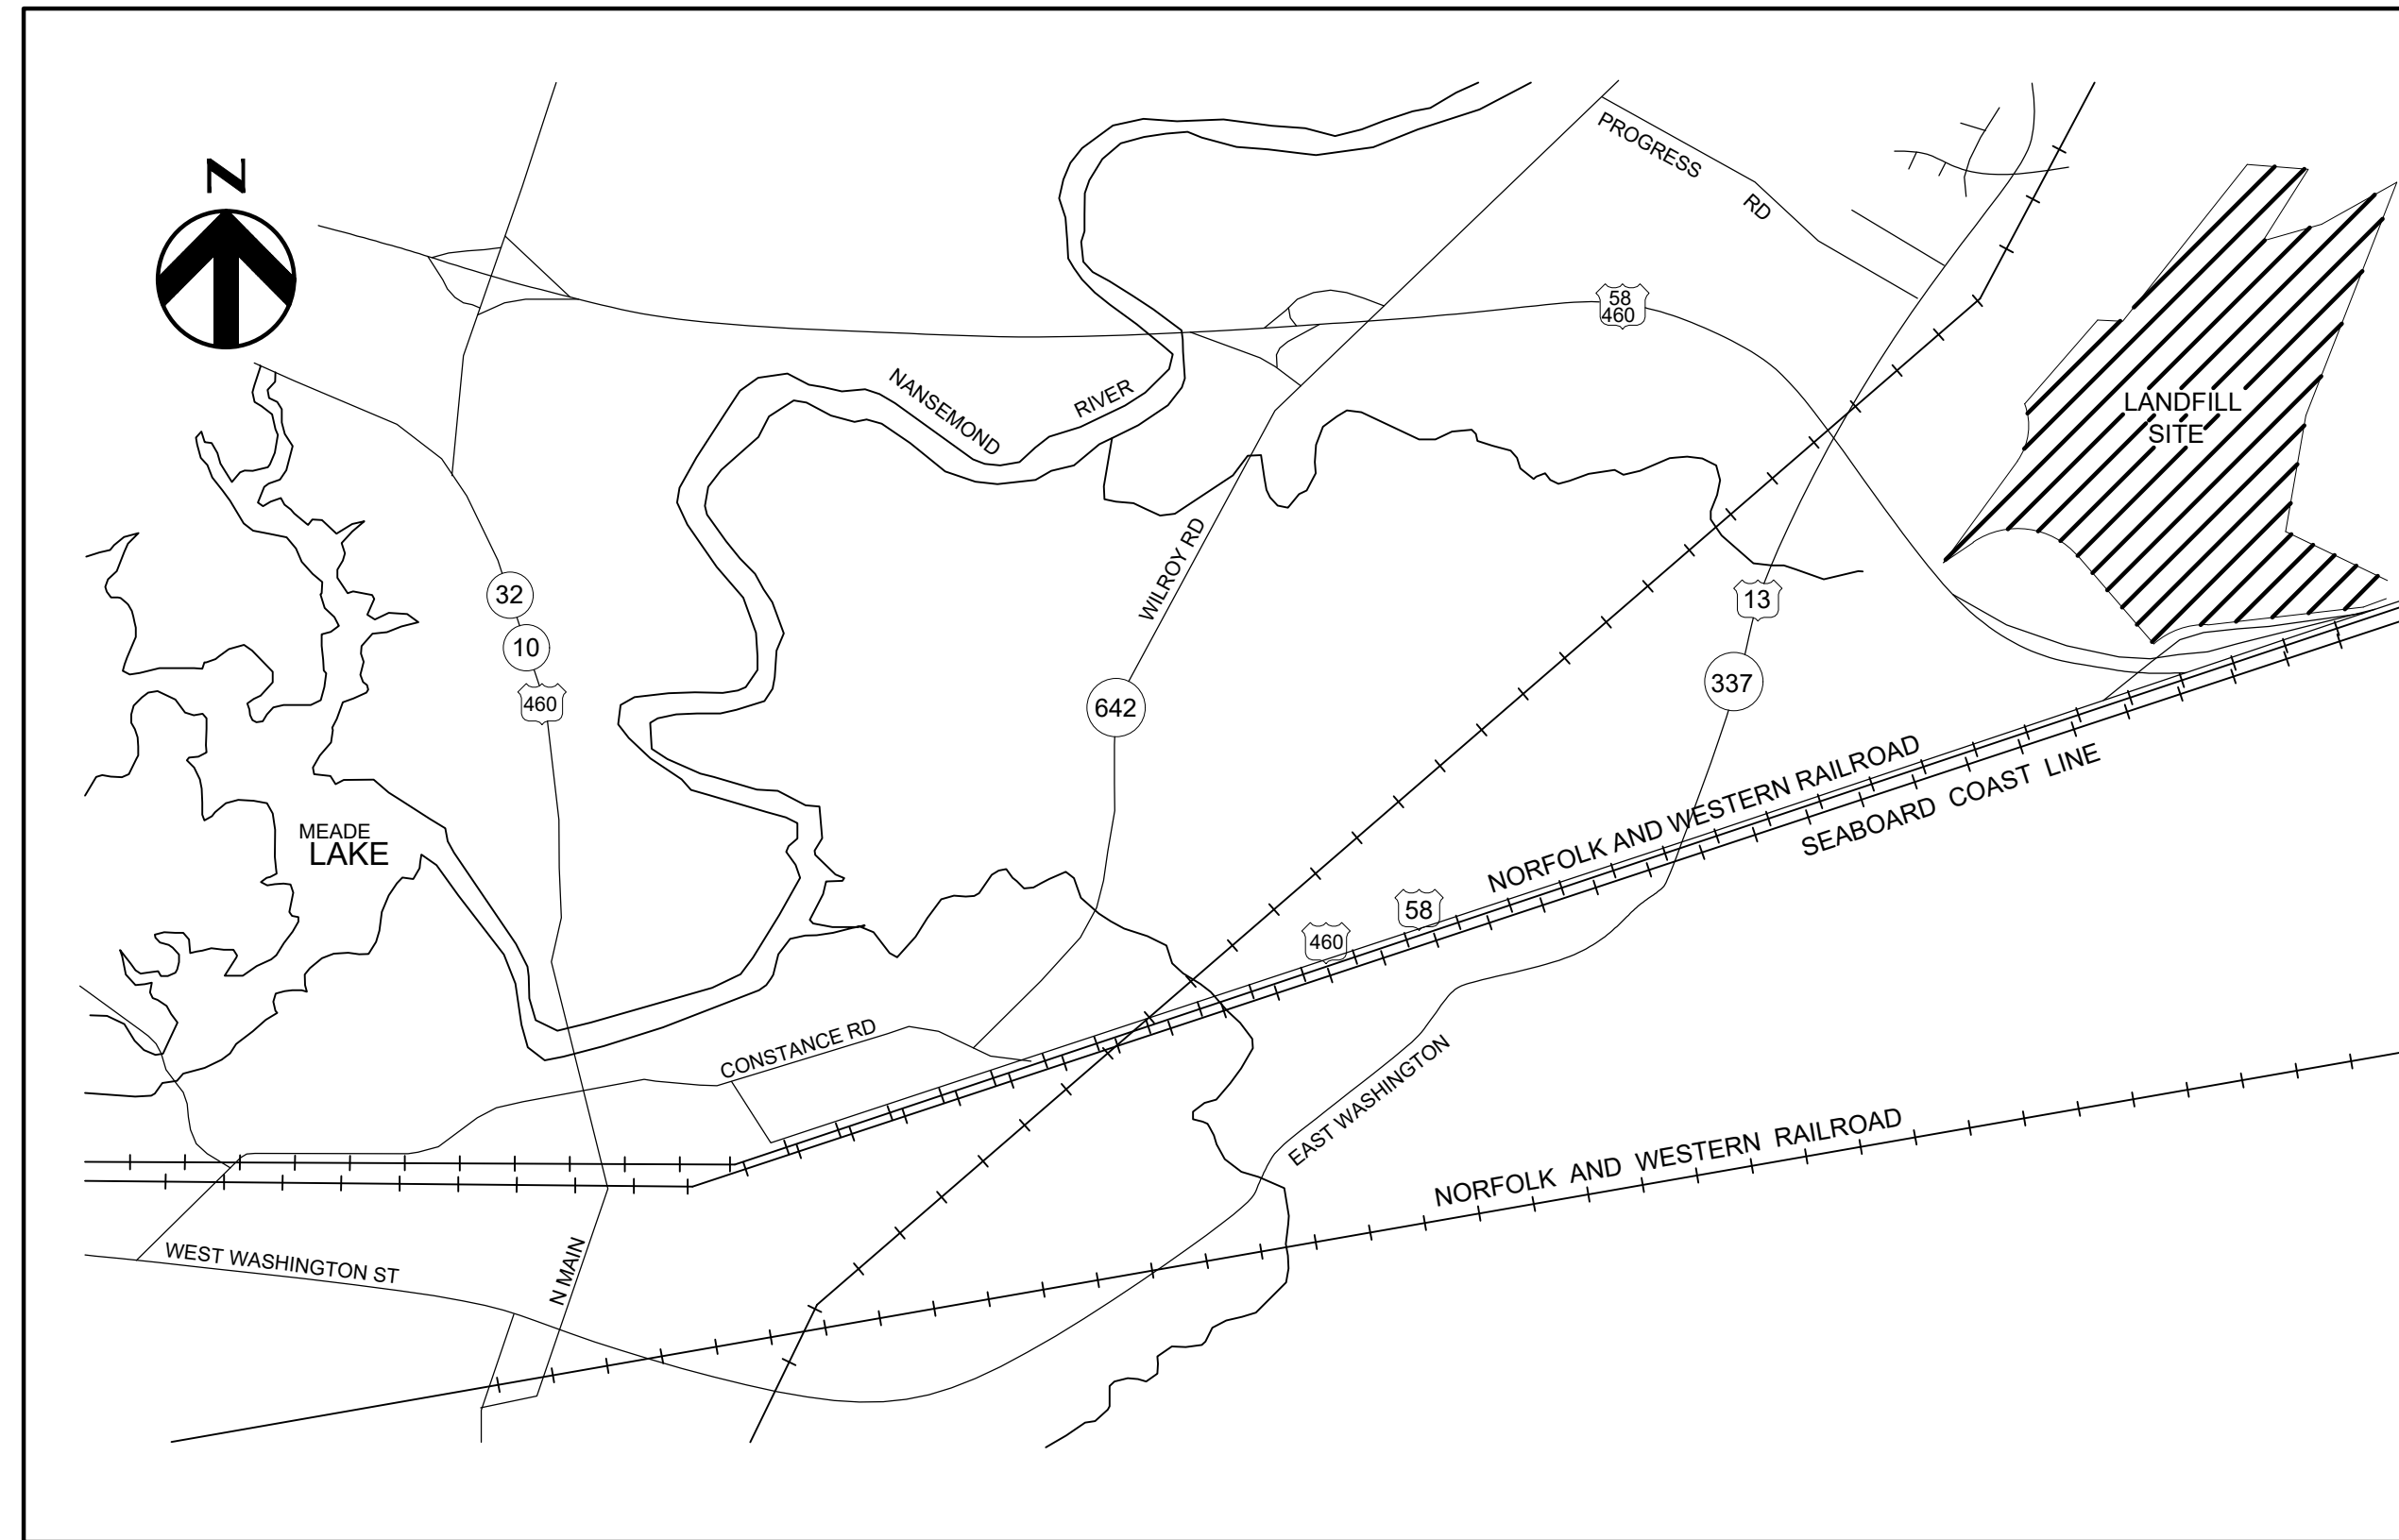 N
PROGRESS
RD
58
460
NANSEMOND
RIVER
LANDFILL
SITE
WILROY RD
32
10
460
13
337
642
NORFOLK AND WESTERN RAILROAD
SEABOARD COAST LINE
MEADE
LAKE
58
460
CONSTANCE RD
EAST WASHINGTON
NORFOLK AND WESTERN RAILROAD
WEST WASHINGTON ST
N MAIN